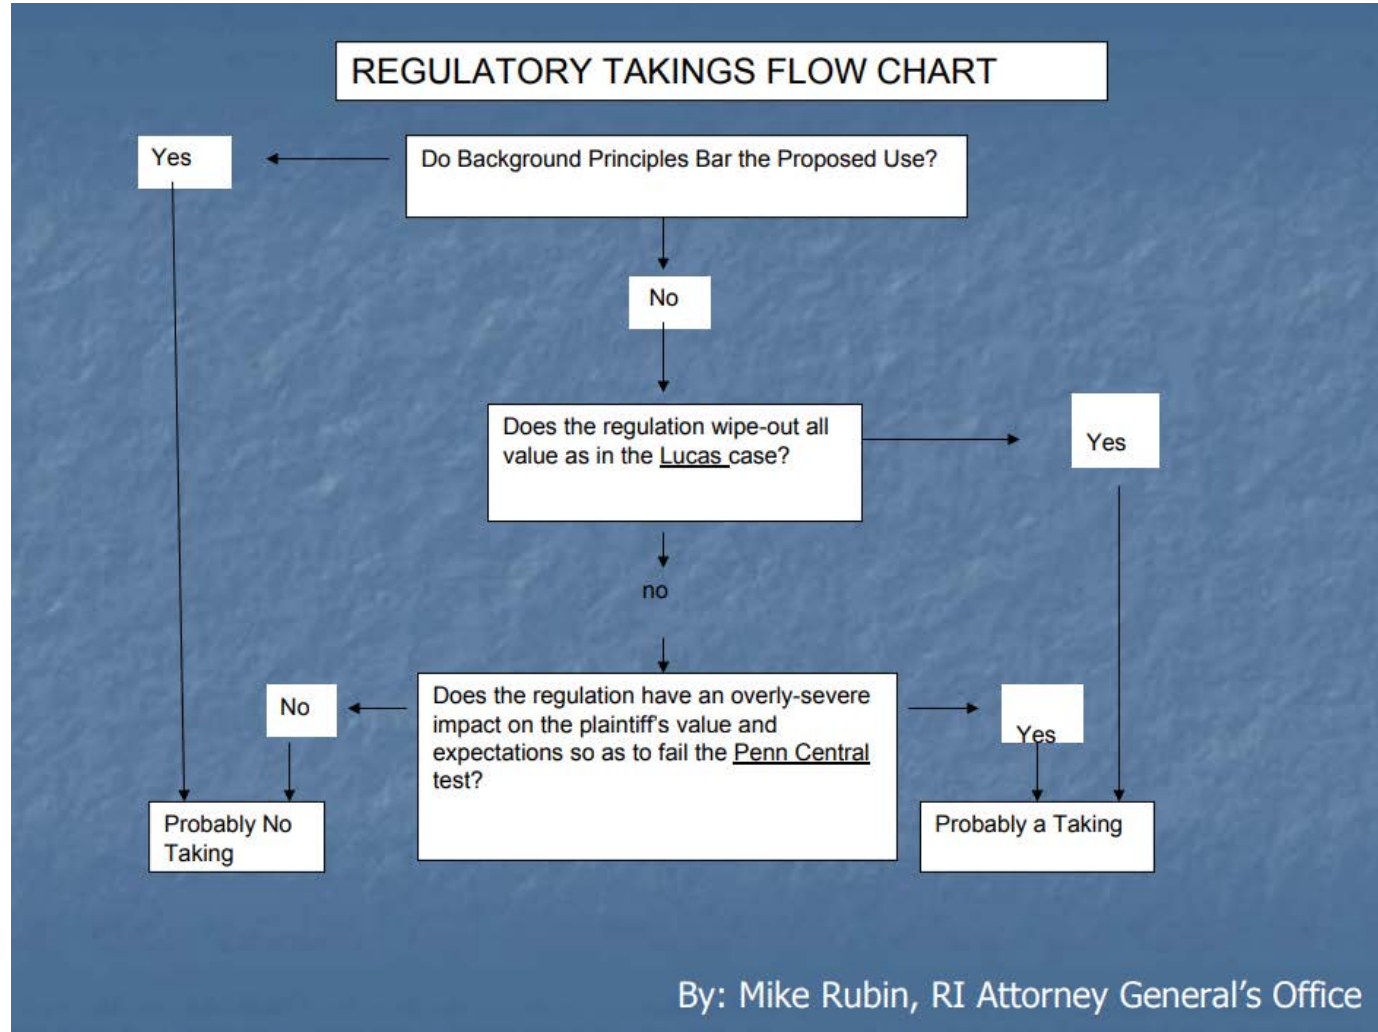 REGULATORY TAKINGS FLOW CHART
Yes
Do Background Principles Bar the Proposed Use?
No
Does the regulation wipe-out all
value as in the Lucas case?
Yes
no
No
Does the regulation have an overly-severe
impact on the plaintiff's value and
expectations so as to fail the Penn Central
test?
Yes
Probably No
Taking
Probably a Taking
By: Mike Rubin, RI Attorney General's Office